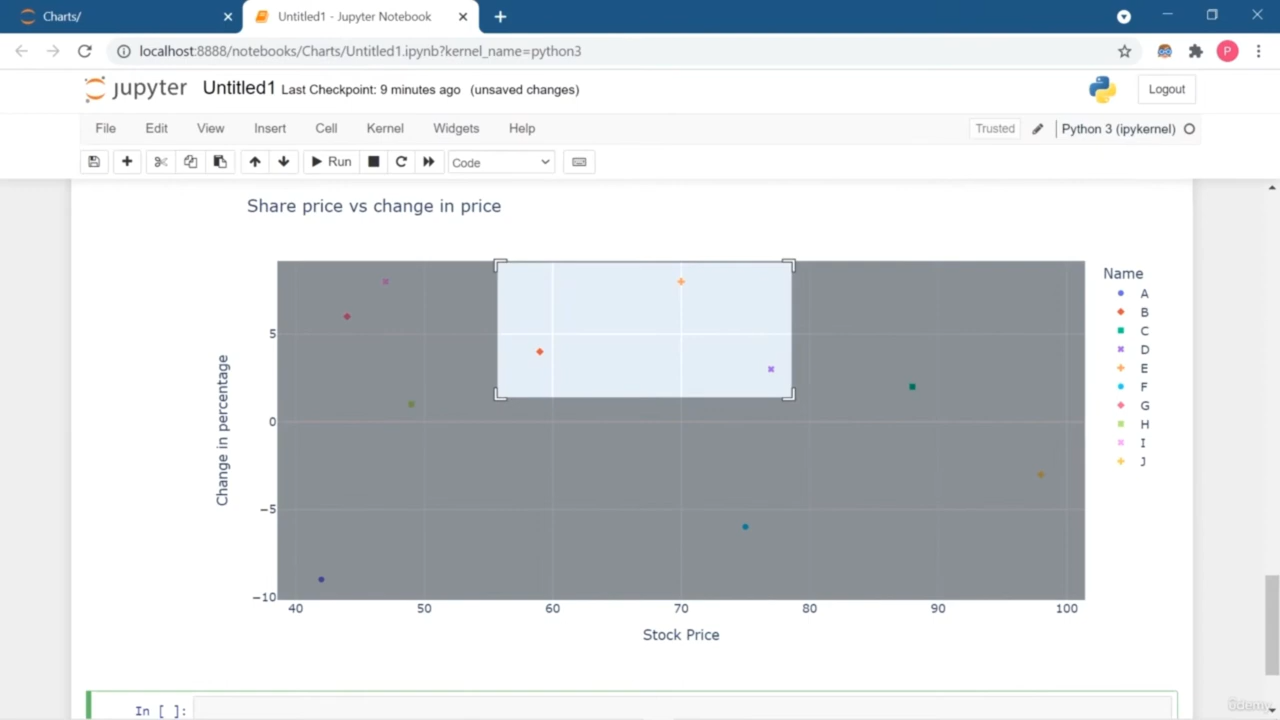 Charts/
Untitled1 - Jupyter Notebook
localhost:8888/notebooks/Charts/Untitled1.ipynb?kernel_name=python3
P
jupyter Untitled1 Last Checkpoint: 9 minutes ago (unsaved changes)
Logout
File Edit View Insert Cell Kernel Widgets Help
Trusted
Python 3 (ipykernel)
Run
Code
Share price vs change in price
Change in percentage
5
0
−5
−10
40 50 60 70 80 90 100
Stock Price
Name
A
B
C
D
E
F
G
H
I
J
In [ ]:
ûdemy